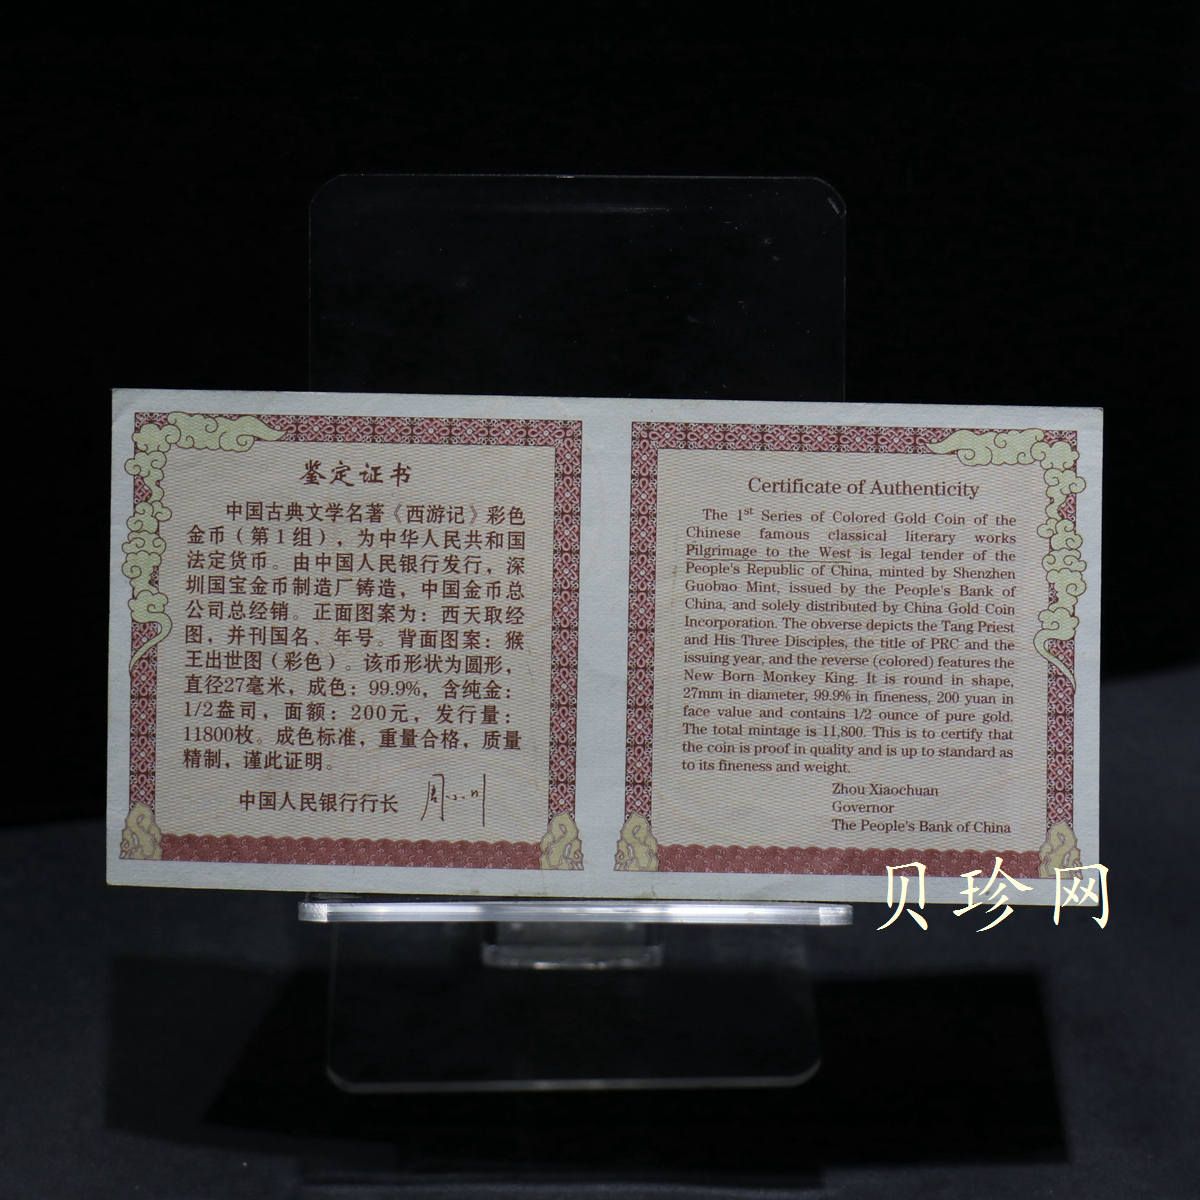 鉴定证书
中国古典文学名著《西游记》彩色
金币（第1组），为中华人民共和国
法定货币。由中国人民银行发行，深
圳国宝金币制造厂铸造，中国金币总
公司总经销。正面图案为：西天取经
图，并刊国名、年号。背面图案：猴
王出世图（彩色）。该币形状为圆形，
直径27毫米，成色：99.9%，含纯金：
1/2盎司，面额：200元，发行量：
11800枚。成色标准，重量合格，质量
精制，谨此证明。
中国人民银行行长 周小川
Certificate of Authenticity
The 1st Series of Colored Gold Coin of the
Chinese famous classical literary works
Pilgrimage to the West is legal tender of the
People's Republic of China, minted by Shenzhen
Guobao Mint, issued by the People's Bank of
China, and solely distributed by China Gold Coin
Incorporation. The obverse depicts the Tang Priest
and His Three Disciples, the title of PRC and the
issuing year, and the reverse (colored) features the
New Born Monkey King. It is round in shape,
27mm in diameter, 99.9% in fineness, 200 yuan in
face value and contains 1/2 ounce of pure gold.
The total mintage is 11,800. This is to certify that
the coin is proof in quality and is up to standard as
to its fineness and weight.
Zhou Xiaochuan
Governor
The People's Bank of China
贝珍网